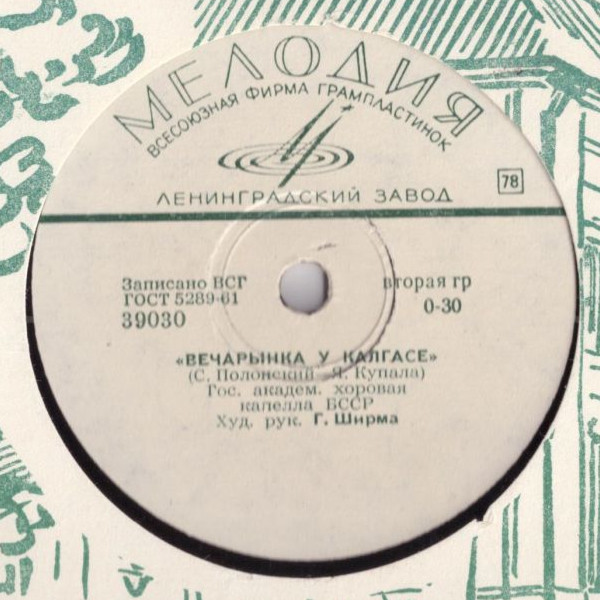 МЕЛОДИЯ
ВСЕСОЮЗНАЯ ФИРМА ГРАМПЛАСТИНОК
ЛЕНИНГРАДСКИЙ ЗАВОД
78
Записано ВСГ
ГОСТ 5289-61
39030
вторая гр
0-30
«ВЕЧАРЫНКА У КАЛГАСЕ»
(С. Полонский Я. Купала)
Гос. академ. хоровая
капелла БССР
Худ. рук. Г. Ширма